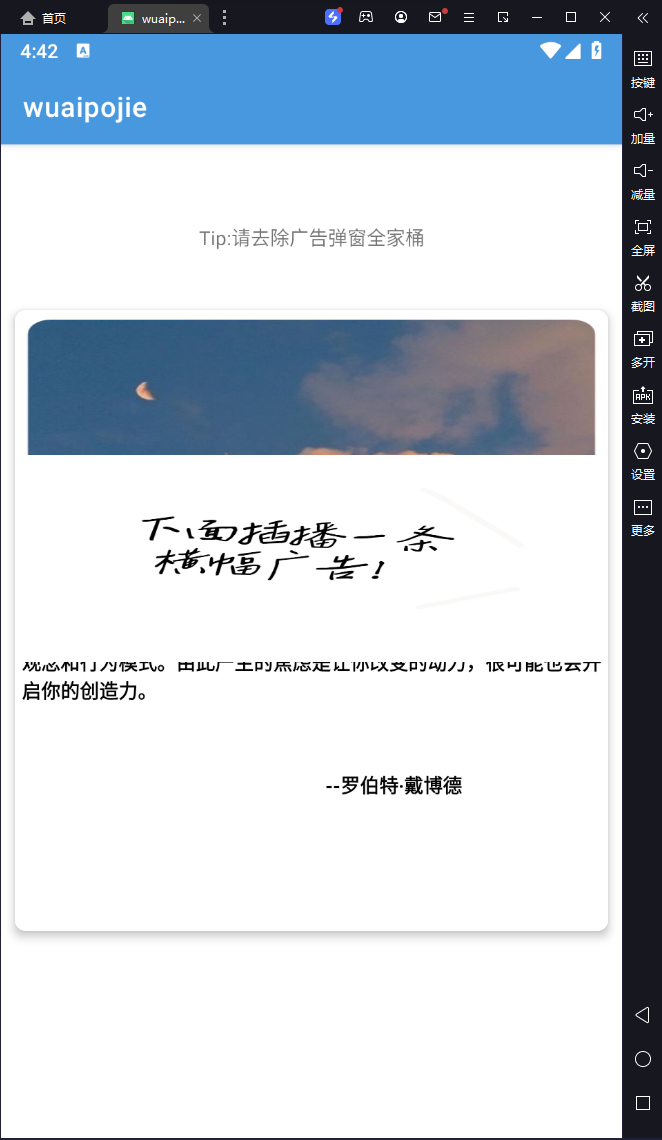 首页
wuaip...
4:42
A
wuaipojie
Tip:请去除广告弹窗全家桶
下面插播一条
横幅广告!
观念和行为模式。由此产生的焦虑是让你改变的动力，很可能也会开
启你的创造力。
--罗伯特·戴博德
按键
加量
减量
全屏
截图
多开
APK
安装
设置
更多